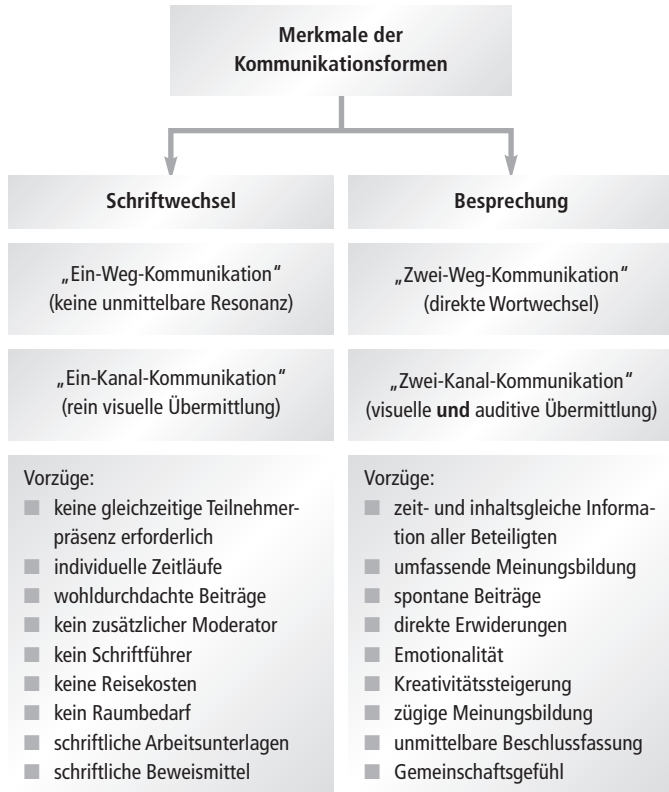 Merkmale der
Kommunikationsformen
Schriftwechsel
„Ein-Weg-Kommunikation“
(keine unmittelbare Resonanz)
„Ein-Kanal-Kommunikation“
(rein visuelle Übermittlung)
Vorzüge:
■ keine gleichzeitige Teilnehmer-
präsenz erforderlich
■ individuelle Zeitläufe
■ wohldurchdachte Beiträge
■ kein zusätzlicher Moderator
■ kein Schriftführer
■ keine Reisekosten
■ kein Raumbedarf
■ schriftliche Arbeitsunterlagen
■ schriftliche Beweismittel
Besprechung
„Zwei-Weg-Kommunikation“
(direkte Wortwechsel)
„Zwei-Kanal-Kommunikation“
(visuelle und auditive Übermittlung)
Vorzüge:
■ zeit- und inhaltsgleiche Informa-
tion aller Beteiligten
■ umfassende Meinungsbildung
■ spontane Beiträge
■ direkte Erwiderungen
■ Emotionalität
■ Kreativitätssteigerung
■ zügige Meinungsbildung
■ unmittelbare Beschlussfassung
■ Gemeinschaftsgefühl